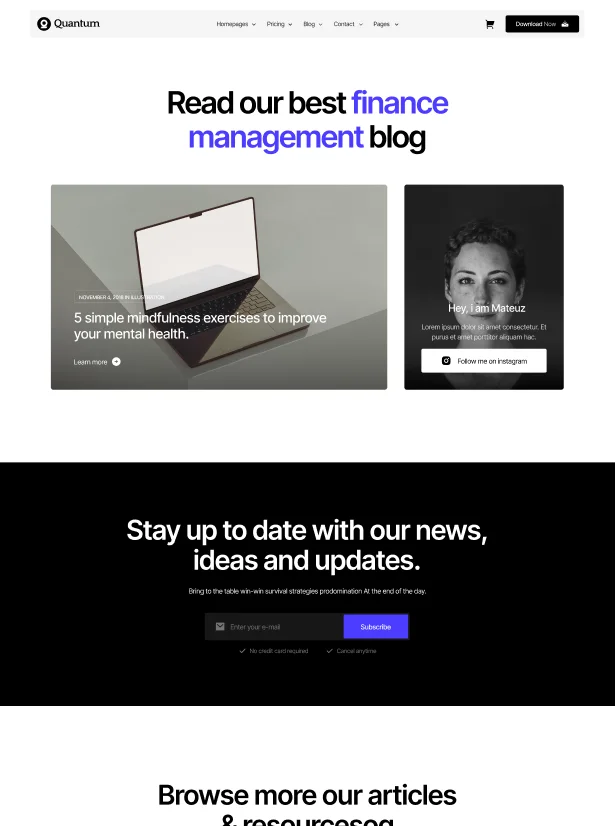 Quantum
Homepages
Pricing
Blog
Contact
Pages
Download Now
Read our best finance
management blog
NOVEMBER 4, 2018 IN ILLUSTRATION
5 simple mindfulness exercises to improve
your mental health.
Learn more
Hey, i am Mateuz
Lorem ipsum dolor sit amet consectetur. Et
purus et amet porttitor aliquam hac.
Follow me on instagram
Stay up to date with our news,
ideas and updates.
Bring to the table win-win survival strategies prodomination At the end of the day.
Enter your e-mail
Subscribe
No credit card required
Cancel anytime
Browse more our articles
& resourcesog